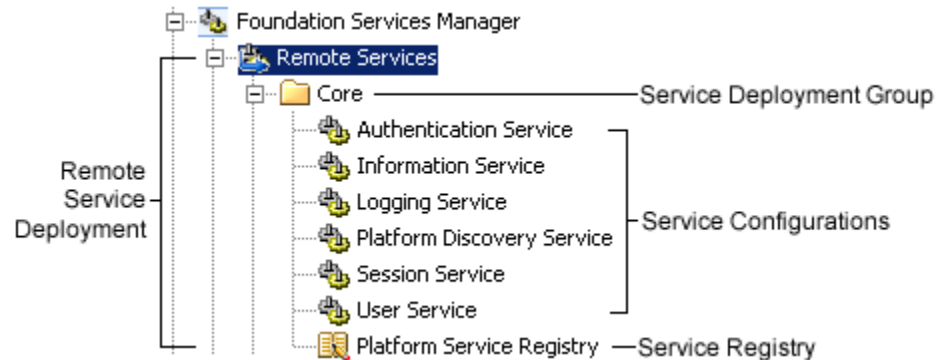 Foundation Services Manager
Remote Services
Core
Service Deployment Group
Authentication Service
Information Service
Logging Service
Platform Discovery Service
Session Service
User Service
Platform Service Registry
Remote
Service
Deployment
Service Configurations
Service Registry